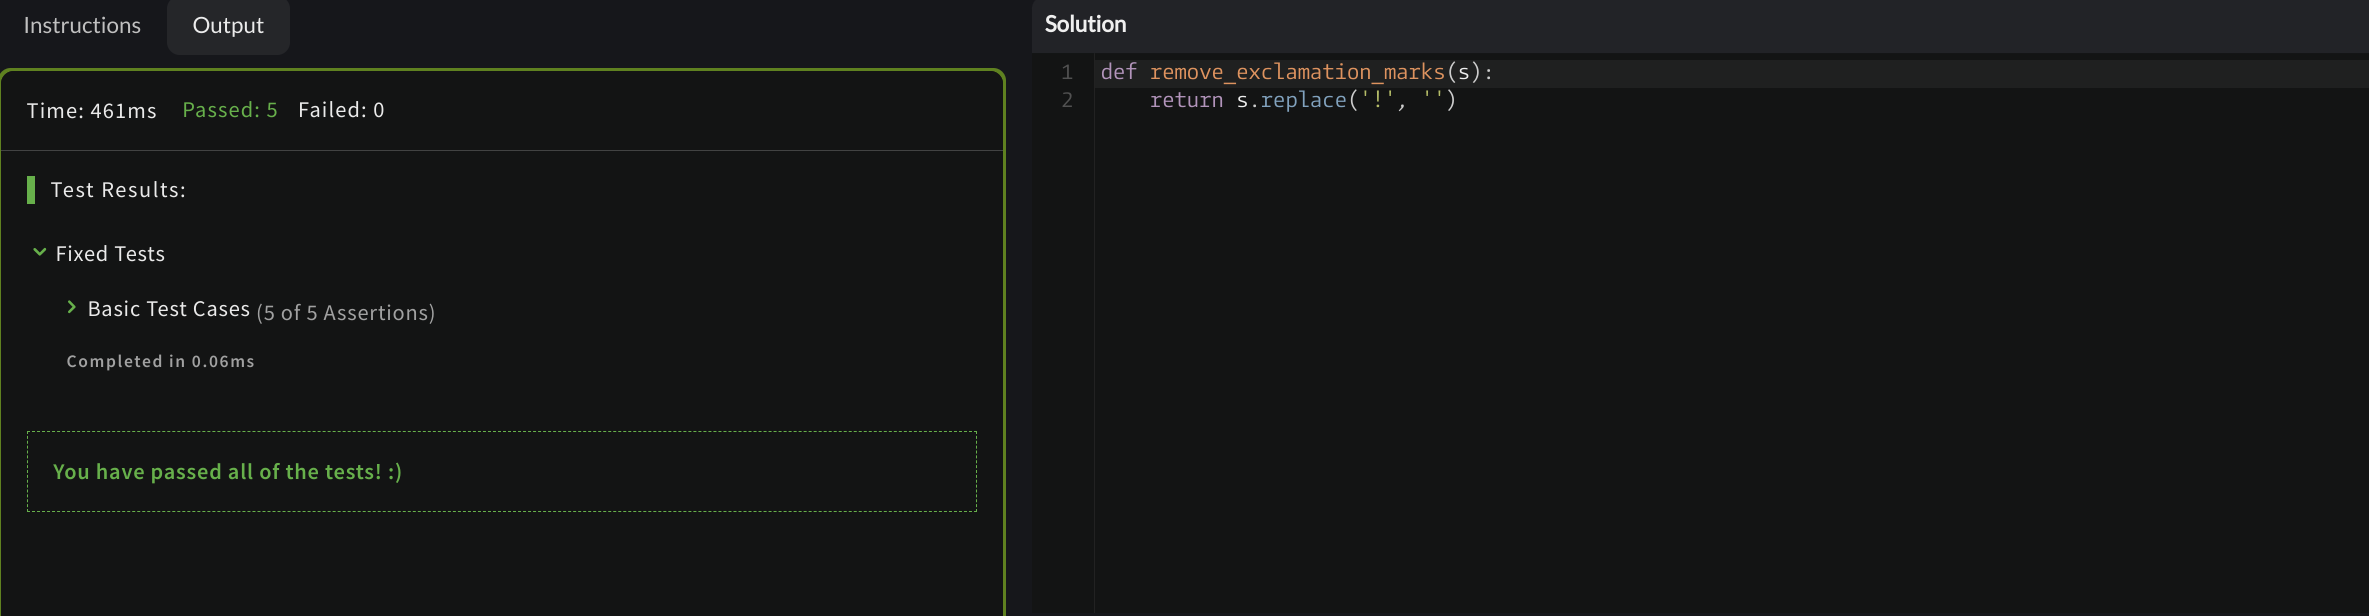 Instructions
Output
Time: 461ms Passed: 5 Failed: 0
Test Results:
Fixed Tests
Basic Test Cases (5 of 5 Assertions)
Completed in 0.06ms
You have passed all of the tests! :)
Solution
1 def remove_exclamation_marks(s):
2     return s.replace('!', '')